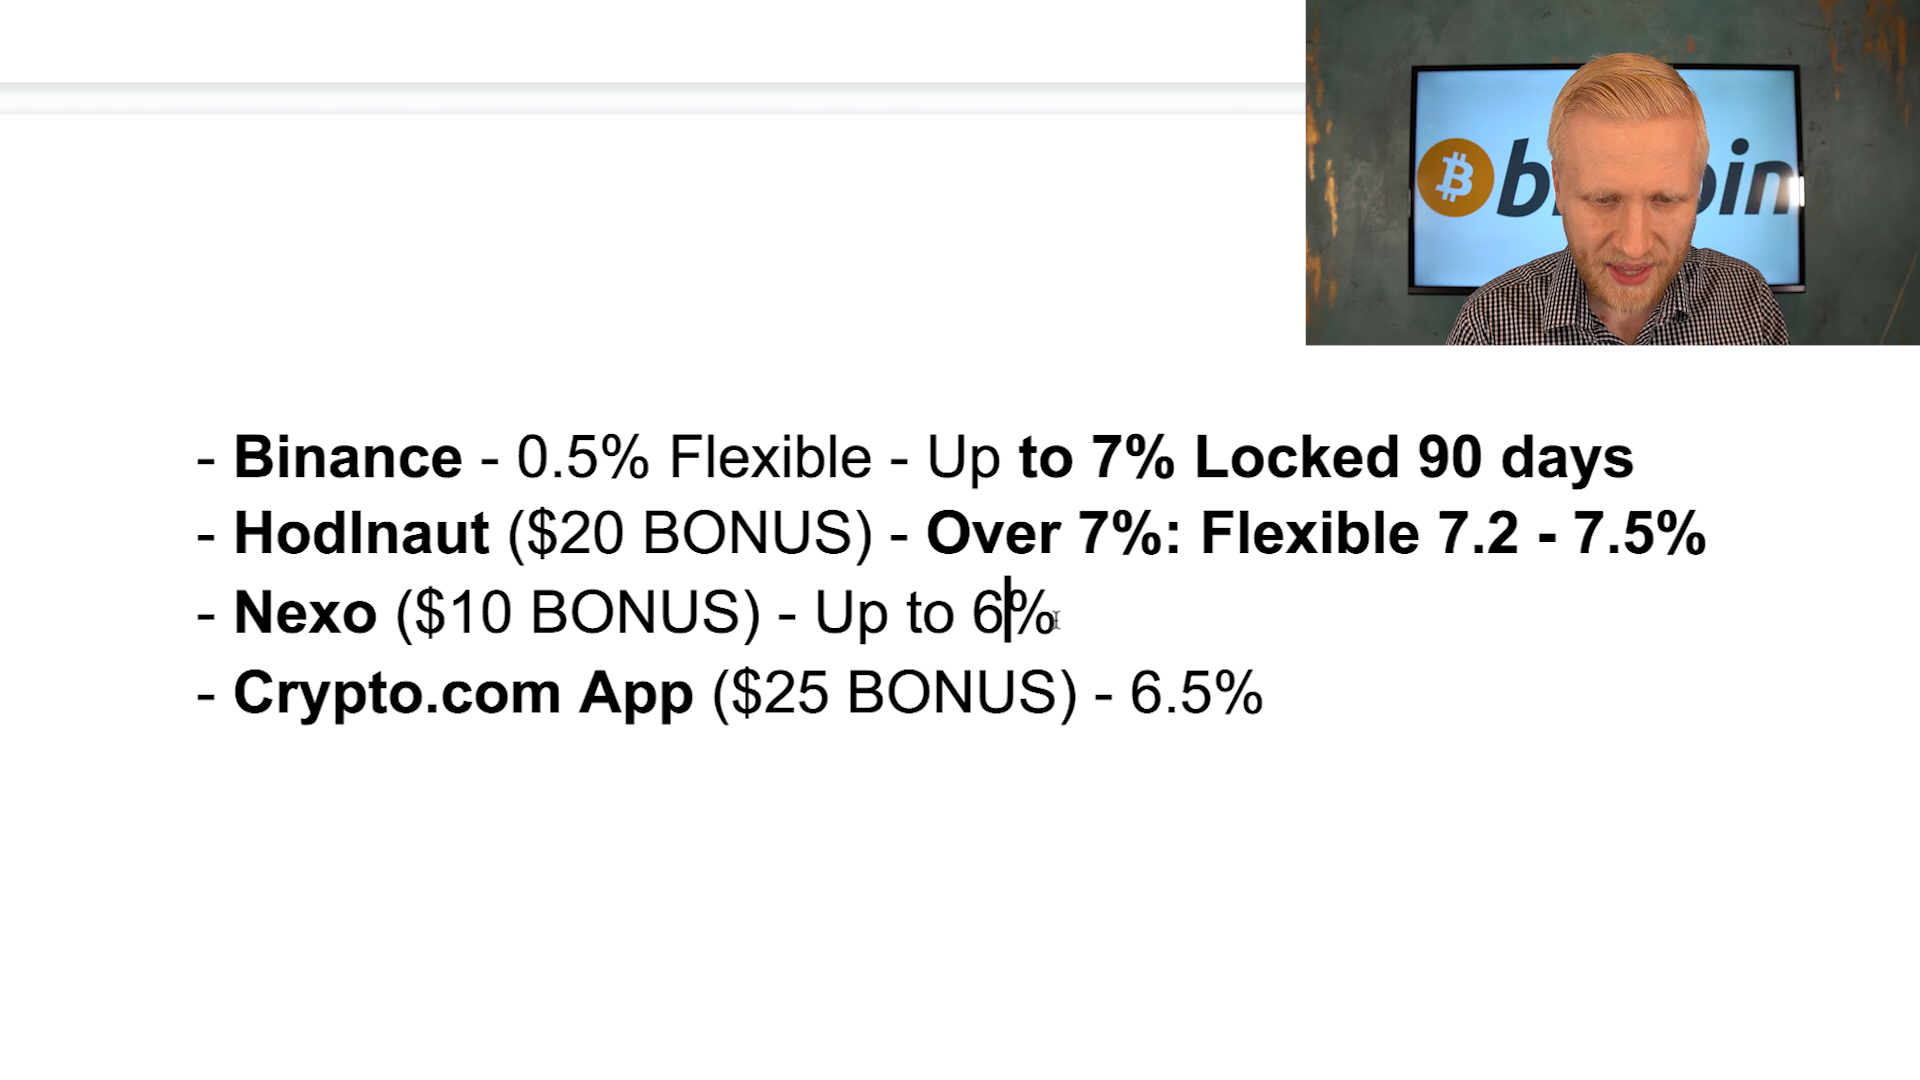 bitcoin
- Binance - 0.5% Flexible - Up to 7% Locked 90 days
- Hodlnaut ($20 BONUS) - Over 7%: Flexible 7.2 - 7.5%
- Nexo ($10 BONUS) - Up to 6%
- Crypto.com App ($25 BONUS) - 6.5%